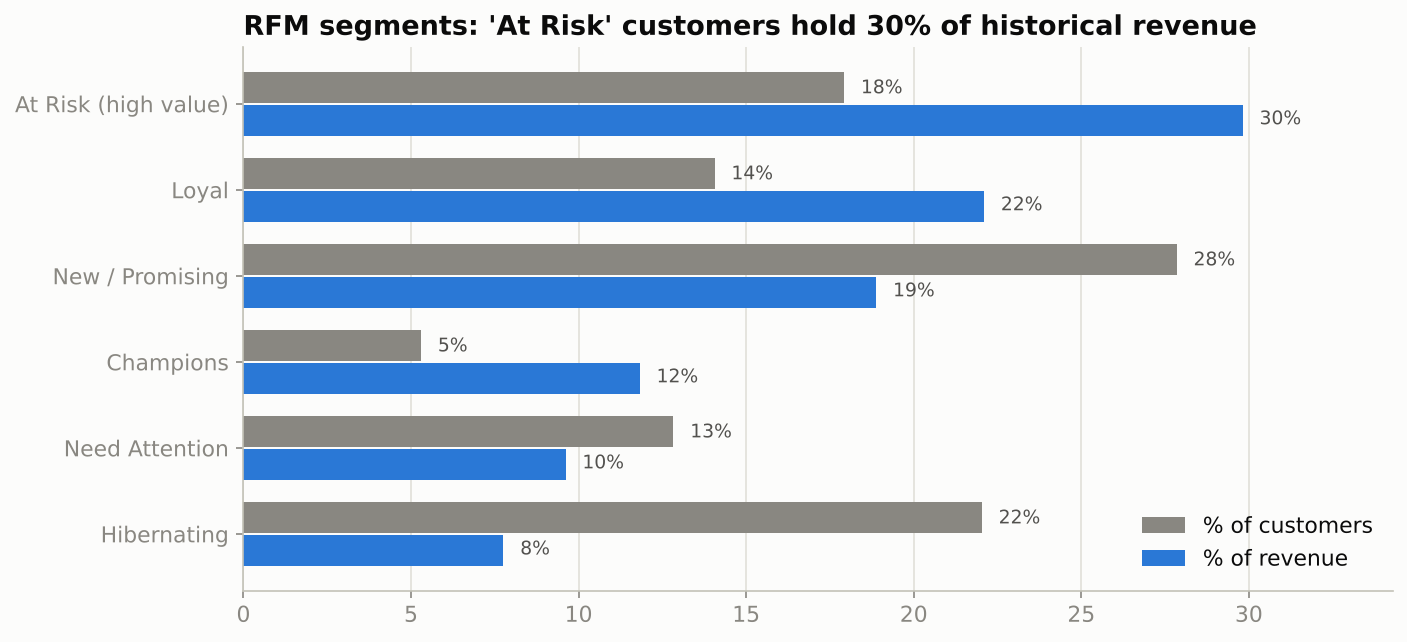 RFM segments: 'At Risk' customers hold 30% of historical revenue
At Risk (high value)
18%
30%
Loyal
14%
22%
New / Promising
28%
19%
Champions
5%
12%
Need Attention
13%
10%
Hibernating
22%
8%
% of customers
% of revenue
0 5 10 15 20 25 30